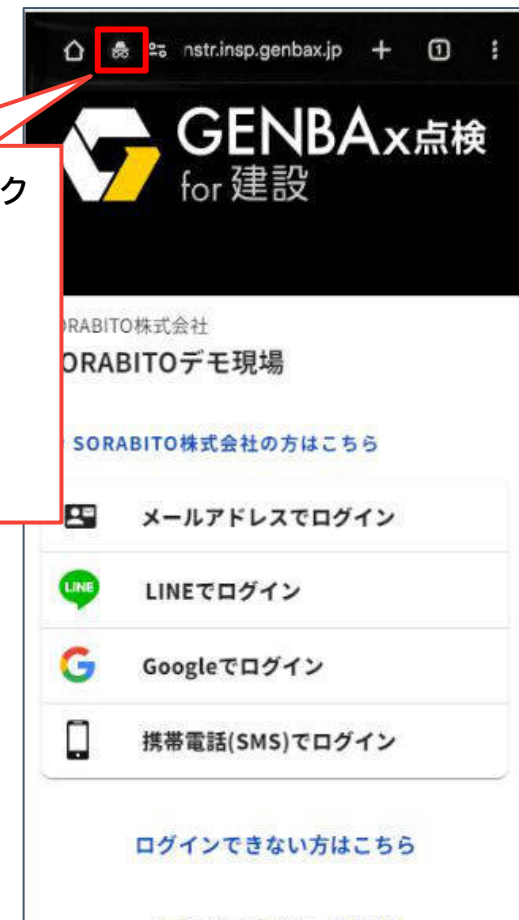 nstr.insp.genbax.jp
1
GENBAx点検
for 建設
ク
ORABITO株式会社
ORABITOデモ現場
SORABITO株式会社の方はこちら
メールアドレスでログイン
LINE
LINEでログイン
Googleでログイン
携帯電話(SMS)でログイン
ログインできない方はこちら